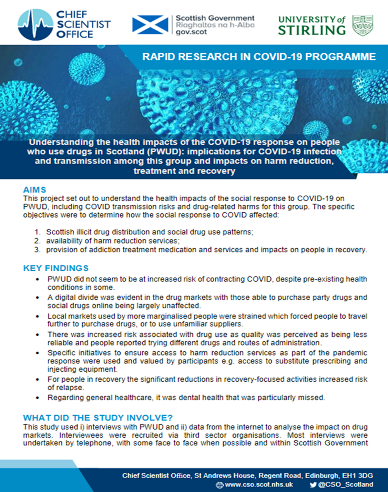 CHIEF
SCIENTIST
OFFICE
Scottish Government
Riaghaltas na h-Alba
gov.scot
UNIVERSITY of
STIRLING
RAPID RESEARCH IN COVID-19 PROGRAMME
Understanding the health impacts of the COVID-19 response on people
who use drugs in Scotland (PWUD); implications for COVID-19 infection
and transmission among this group and impacts on harm reduction,
treatment and recovery
AIMS
This project set out to understand the health impacts of the social response to COVID-19 on
PWUD, including COVID transmission risks and drug-related harms for this group. The specific
objectives were to determine how the social response to COVID affected:
1. Scottish illicit drug distribution and social drug use patterns;
2. availability of harm reduction services;
3. provision of addiction treatment medication and services and impacts on people in recovery.
KEY FINDINGS
• PWUD did not seem to be at increased risk of contracting COVID, despite pre-existing health
conditions in some.
• A digital divide was evident in the drug markets with those able to purchase party drugs and
social drugs online being largely unaffected.
• Local markets used by more marginalised people were strained which forced people to travel
further to purchase drugs, or to use unfamiliar suppliers.
• There was increased risk associated with drug use as quality was perceived as being less
reliable and people reported trying different drugs and routes of administration.
• Specific initiatives to ensure access to harm reduction services as part of the pandemic
response were used and valued by participants e.g. access to substitute prescribing and
injecting equipment.
• For people in recovery the significant reductions in recovery-focused activities increased risk
of relapse.
• Regarding general healthcare, it was dental health that was particularly missed.
WHAT DID THE STUDY INVOLVE?
This study used i) interviews with PWUD and ii) data from the internet to analyse the impact on drug
markets. Interviewees were recruited via third sector organisations. Most interviews were
undertaken by telephone, with some face to face when possible and within Scottish Government
Chief Scientist Office, St Andrews House, Regent Road, Edinburgh, EH1 3DG
www.cso.scot.nhs.uk @CSO_Scotland